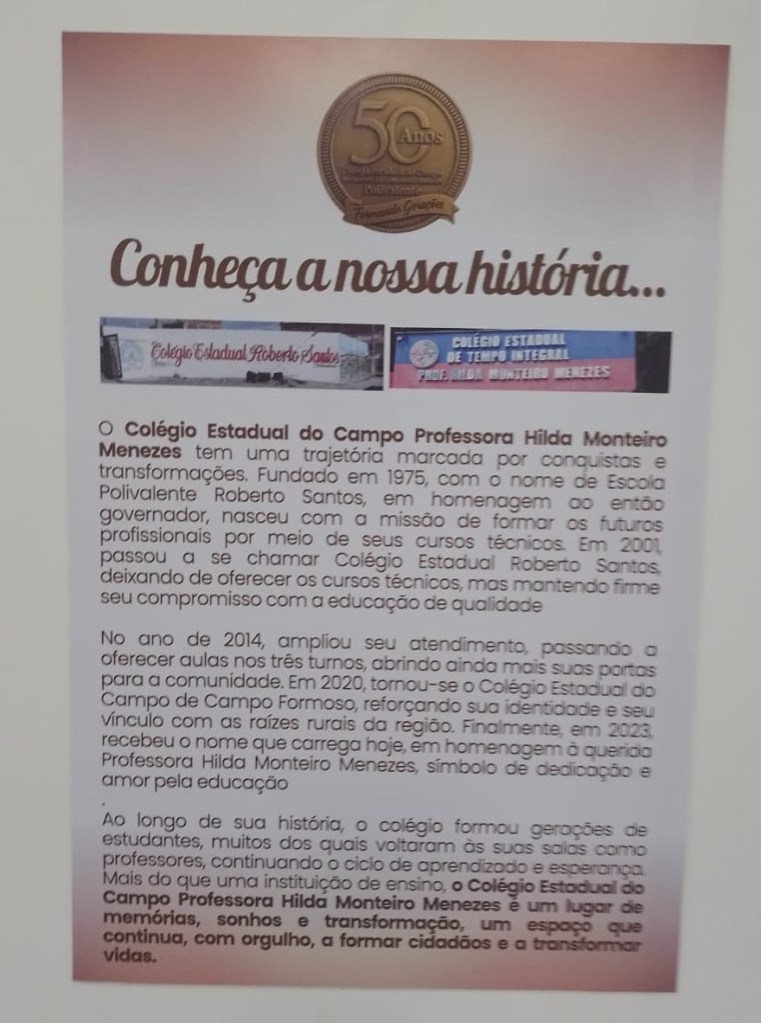 50
Anos
Polivalente
Formando Gerações
Conheça a nossa história...
Colégio Estadual Roberto Santos
COLÉGIO ESTADUAL
DE TEMPO INTEGRAL
PROF. HILDA MONTEIRO MENEZES
O Colégio Estadual do Campo Professora Hilda Monteiro
Menezes tem uma trajetória marcada por conquistas e
transformações. Fundado em 1975, com o nome de Escola
Polivalente Roberto Santos, em homenagem ao então
governador, nasceu com a missão de formar os futuros
profissionais por meio de seus cursos técnicos. Em 2001,
passou a se chamar Colégio Estadual Roberto Santos,
deixando de oferecer os cursos técnicos, mas mantendo firme
seu compromisso com a educação de qualidade
No ano de 2014, ampliou seu atendimento, passando a
oferecer aulas nos três turnos, abrindo ainda mais suas portas
para a comunidade. Em 2020, tornou-se o Colégio Estadual do
Campo de Campo Formoso, reforçando sua identidade e seu
vínculo com as raízes rurais da região. Finalmente, em 2023,
recebeu o nome que carrega hoje, em homenagem à querida
Professora Hilda Monteiro Menezes, símbolo de dedicação e
amor pela educação
.
Ao longo de sua história, o colégio formou gerações de
estudantes, muitos dos quais voltaram às suas salas como
professores, continuando o ciclo de aprendizado e esperança.
Mais do que uma instituição de ensino, o Colégio Estadual do
Campo Professora Hilda Monteiro Menezes é um lugar de
memórias, sonhos e transformação, um espaço que
continua, com orgulho, a formar cidadãos e a transformar
vidas.